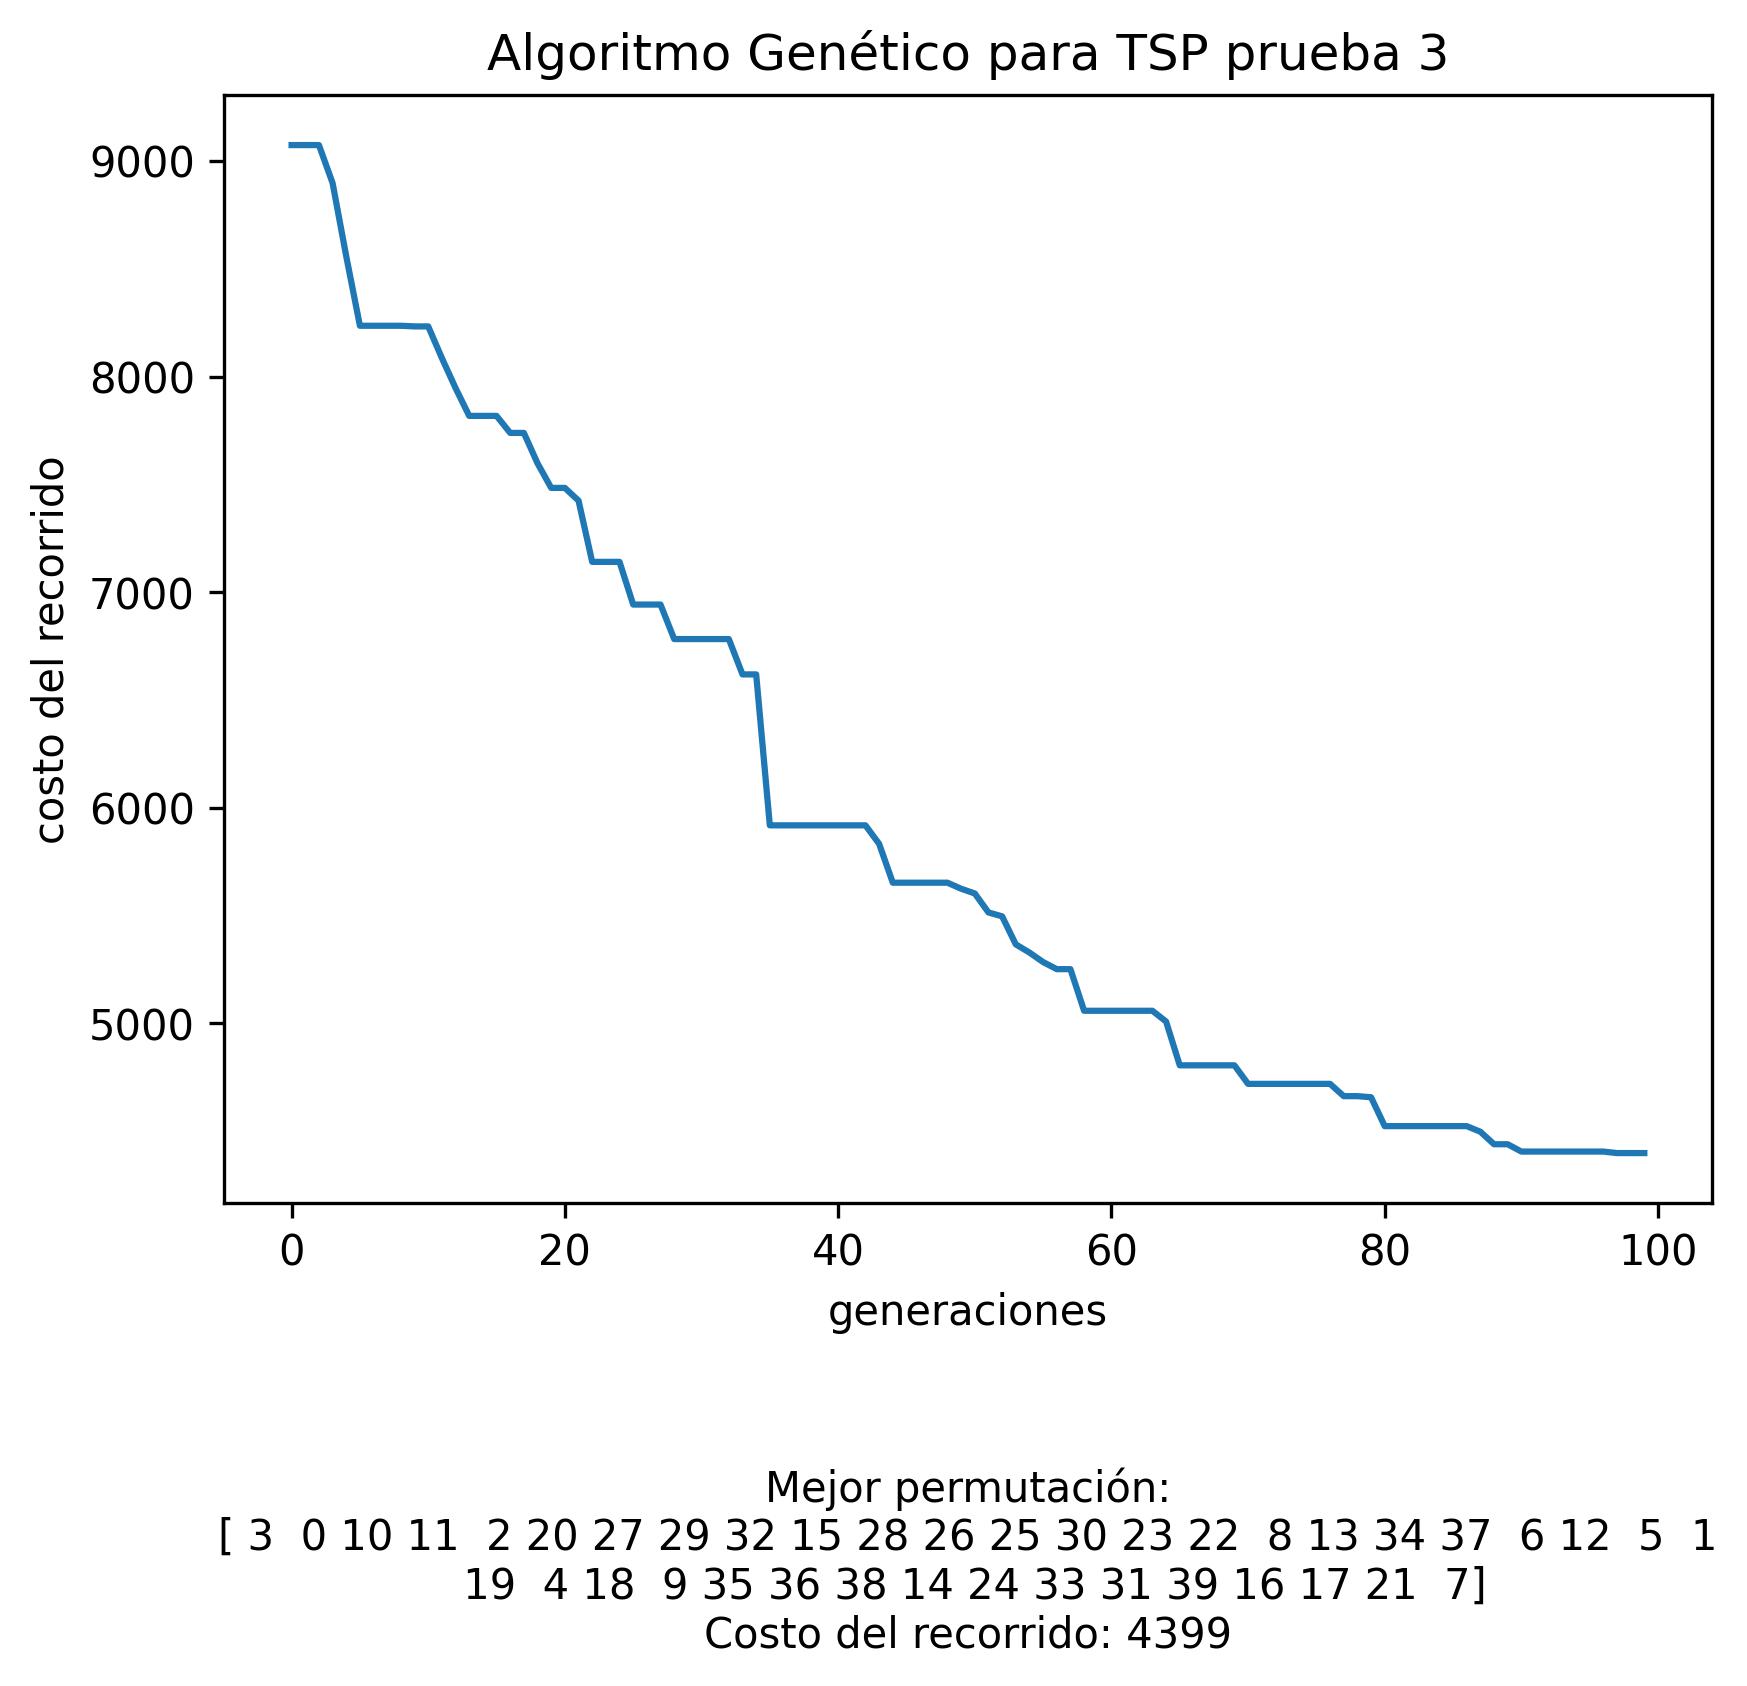 Algoritmo Genético para TSP prueba 3
9000
8000
7000
6000
5000
costo del recorrido
0 20 40 60 80 100
generaciones
Mejor permutación:
[ 3  0 10 11  2 20 27 29 32 15 28 26 25 30 23 22  8 13 34 37  6 12  5  1
19  4 18  9 35 36 38 14 24 33 31 39 16 17 21  7]
Costo del recorrido: 4399